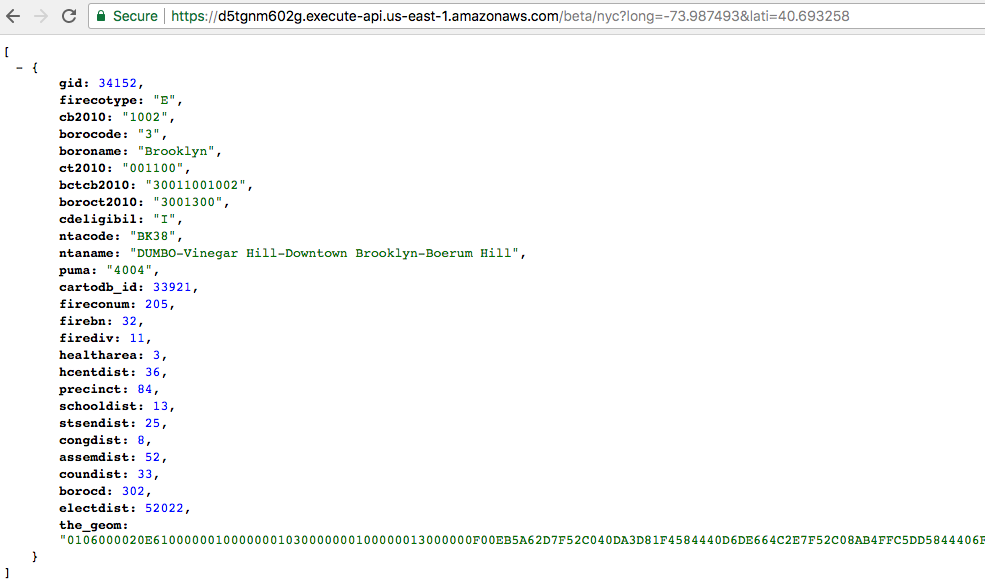 Secure https://d5tgnm602g.execute-api.us-east-1.amazonaws.com/beta/nyc?long=-73.987493&lati=40.693258
[
- {
gid: 34152,
firecotype: "E",
cb2010: "1002",
borocode: "3",
boroname: "Brooklyn",
ct2010: "001100",
bctcb2010: "30011001002",
boroct2010: "3001300",
cdeligibil: "I",
ntacode: "BK38",
ntaname: "DUMBO-Vinegar Hill-Downtown Brooklyn-Boerum Hill",
puma: "4004",
cartodb_id: 33921,
fireconum: 205,
firebn: 32,
firediv: 11,
healtharea: 3,
hcentdist: 36,
precinct: 84,
schooldist: 13,
stsendist: 25,
congdist: 8,
assemdist: 52,
coundist: 33,
borocd: 302,
electdist: 52022,
the_geom:
"0106000020E6100000010000000103000000010000013000000F00EB5A62D7F52C040DA3D81F4584440D6DE664C2E7F52C08AB4FFC5DD5844406F
}
]